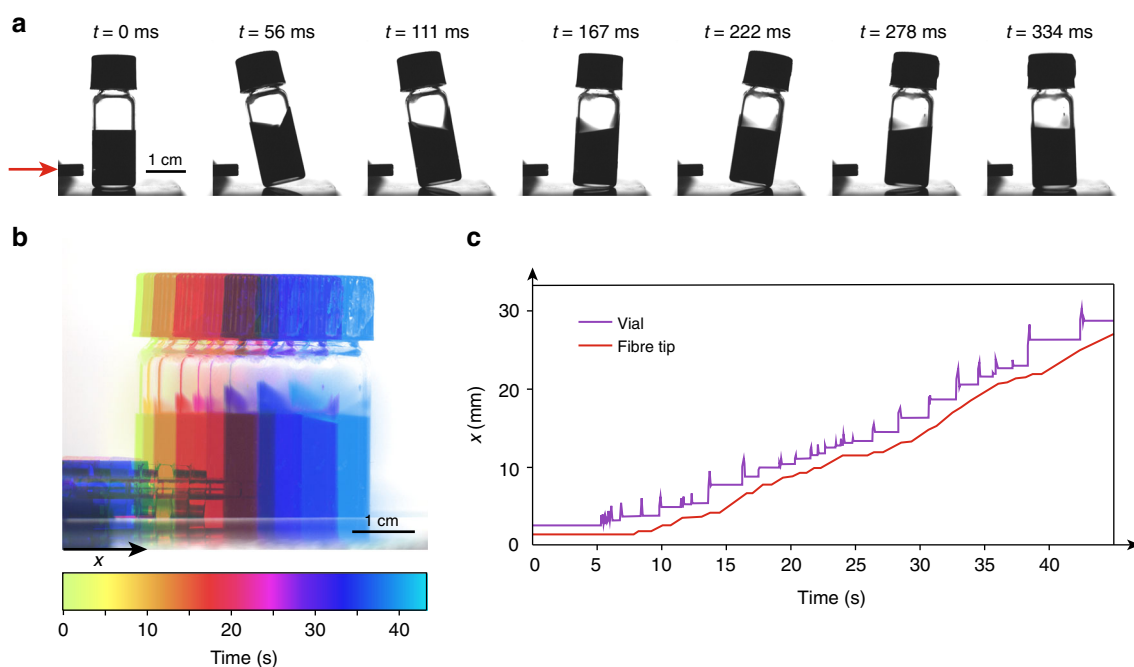 a
t = 0 ms
t = 56 ms
t = 111 ms
t = 167 ms
t = 222 ms
t = 278 ms
t = 334 ms
1 cm
b
1 cm
x
0 10 20 30 40
Time (s)
c
30
20
10
0
x (mm)
Vial
Fibre tip
0 5 10 15 20 25 30 35 40
Time (s)